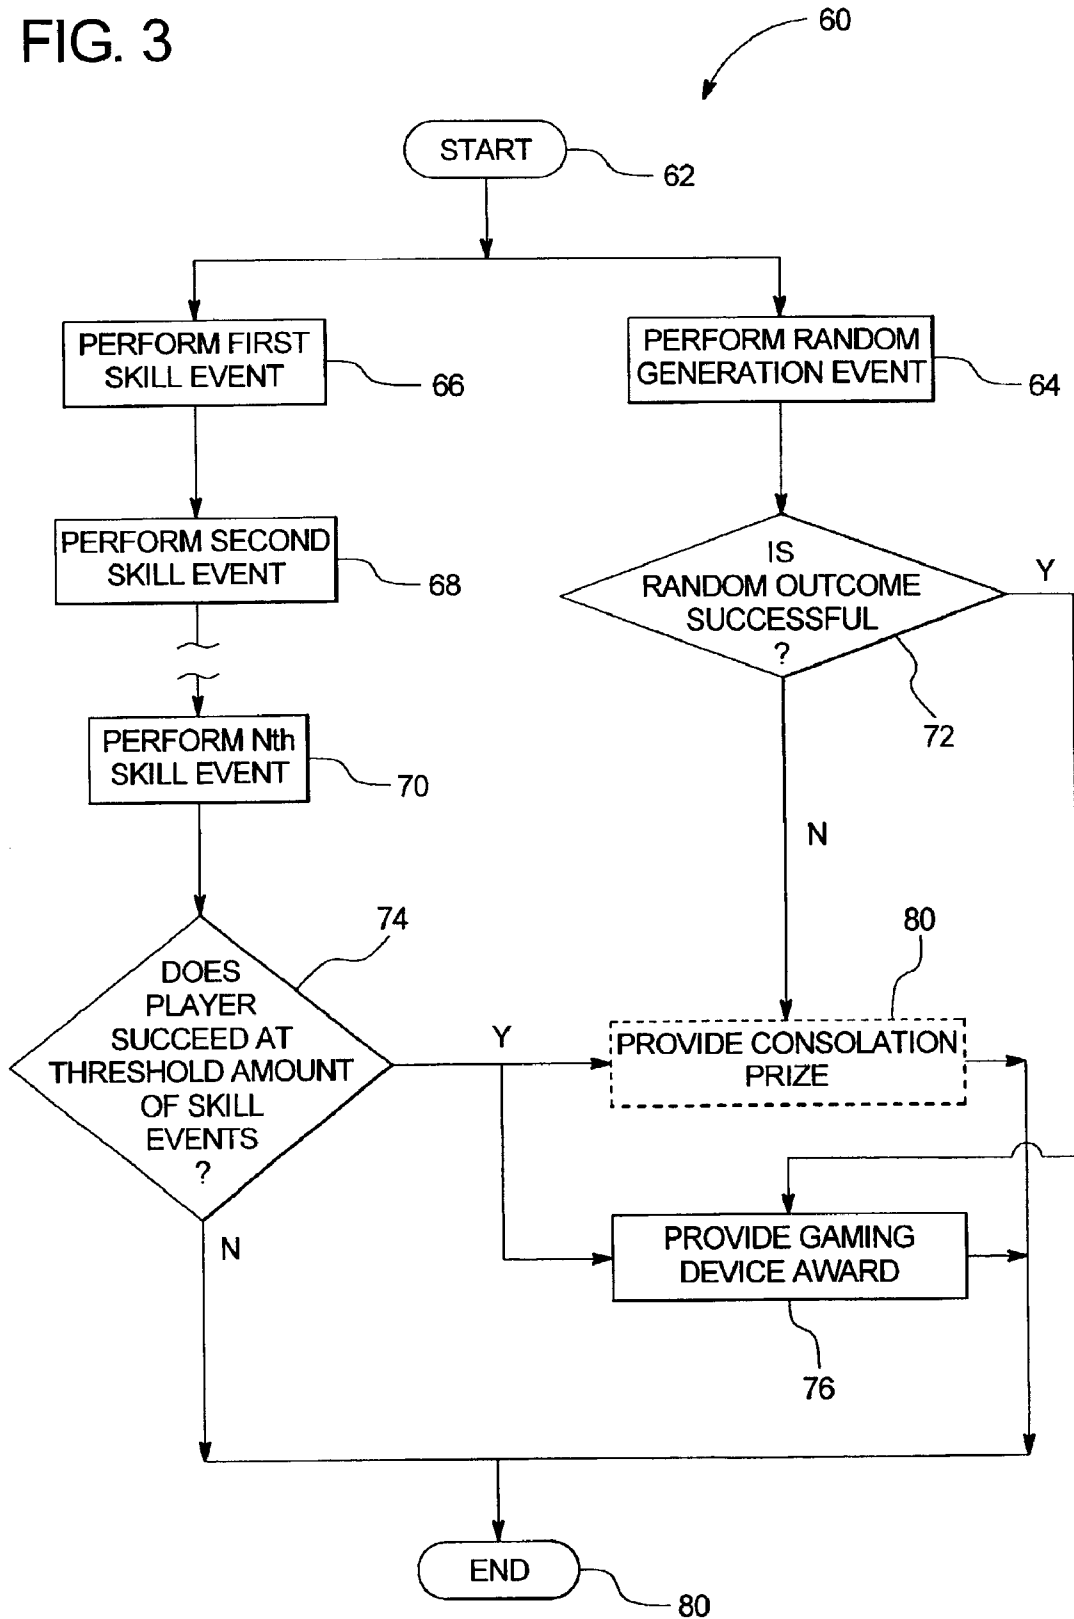 FIG. 3
60
START
62
PERFORM FIRST
SKILL EVENT
66
PERFORM RANDOM
GENERATION EVENT
64
PERFORM SECOND
SKILL EVENT
68
IS
RANDOM OUTCOME
SUCCESSFUL
?
Y
72
PERFORM Nth
SKILL EVENT
70
N
74
DOES
PLAYER
SUCCEED AT
THRESHOLD AMOUNT
OF SKILL
EVENTS
?
Y
80
PROVIDE CONSOLATION
PRIZE
N
PROVIDE GAMING
DEVICE AWARD
76
END
80